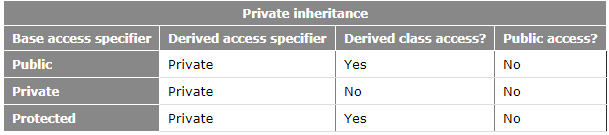 Private inheritance
Base access specifier Derived access specifier Derived class access? Public access?
Public Private Yes No
Private Private No No
Protected Private Yes No